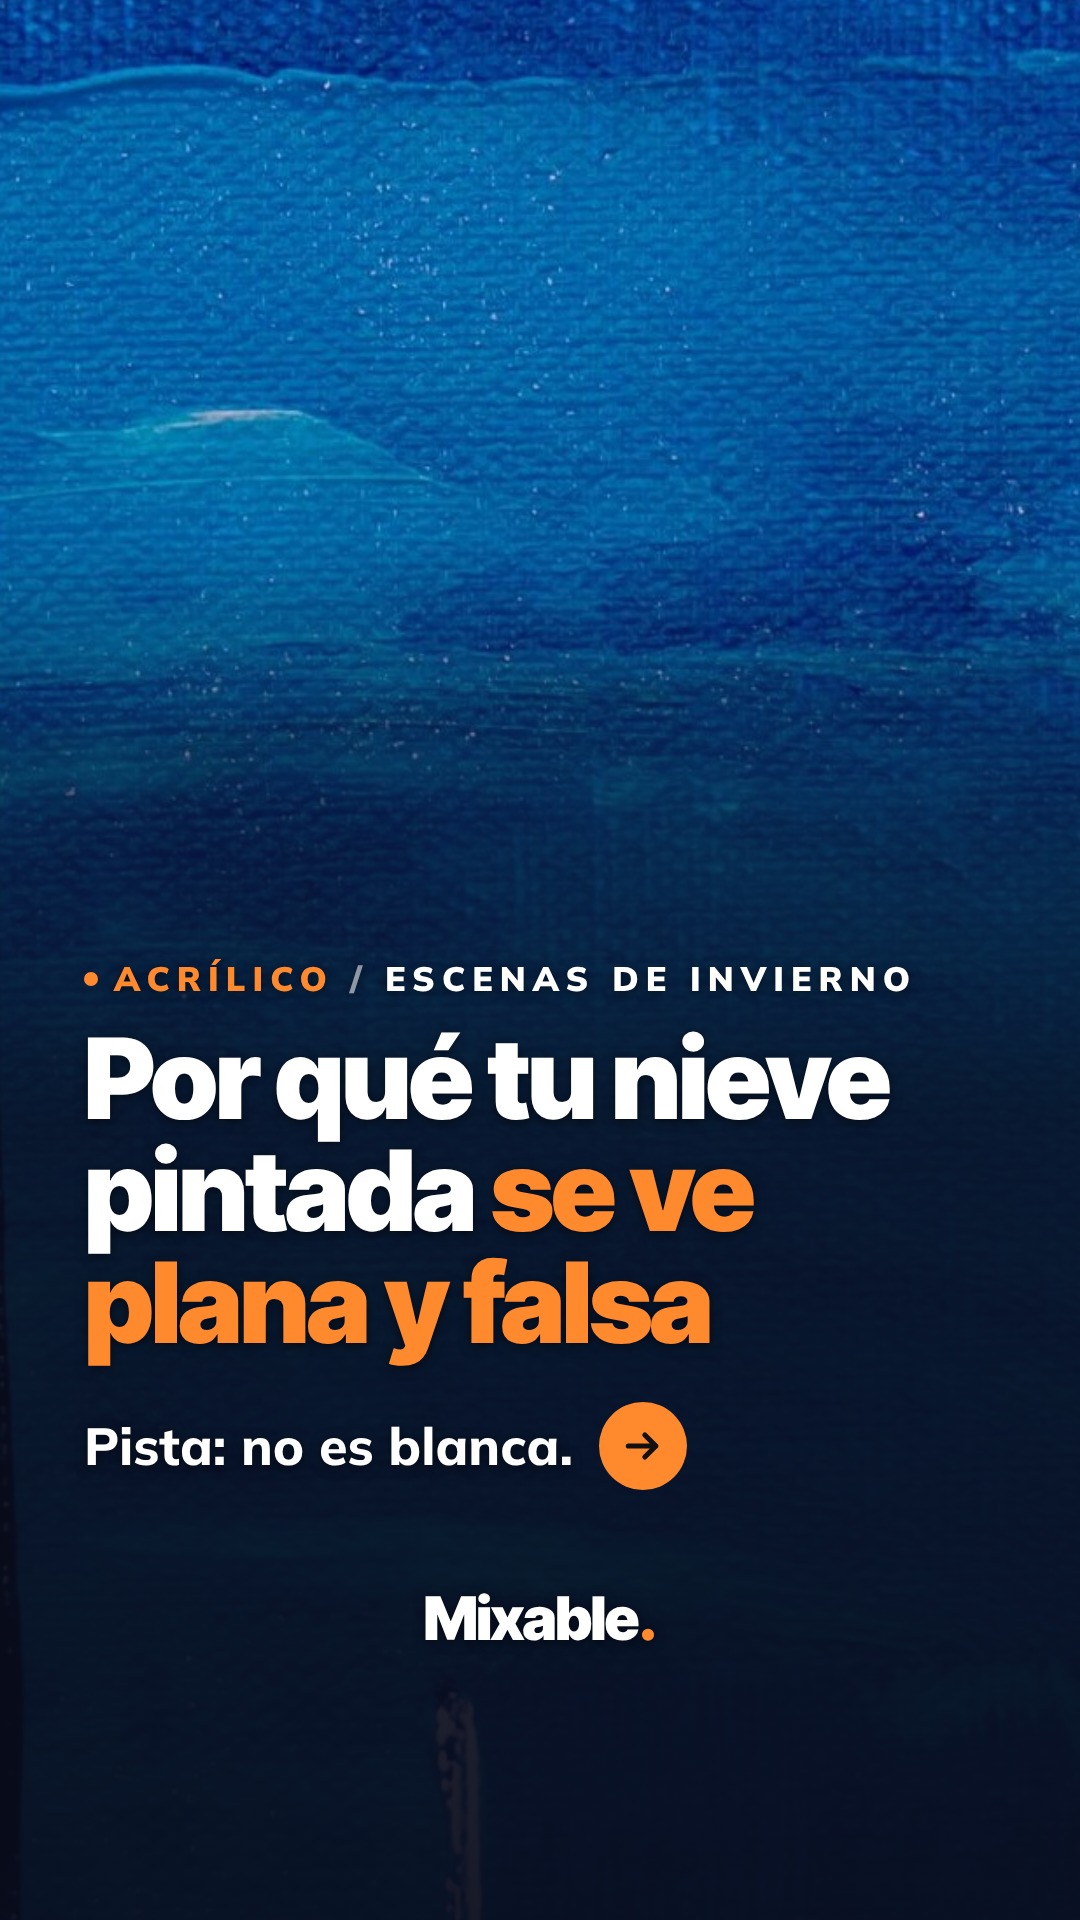 • ACRÍLICO / ESCENAS DE INVIERNO
Por qué tu nieve
pintada se ve
plana y falsa
Pista: no es blanca. →
Mixable.